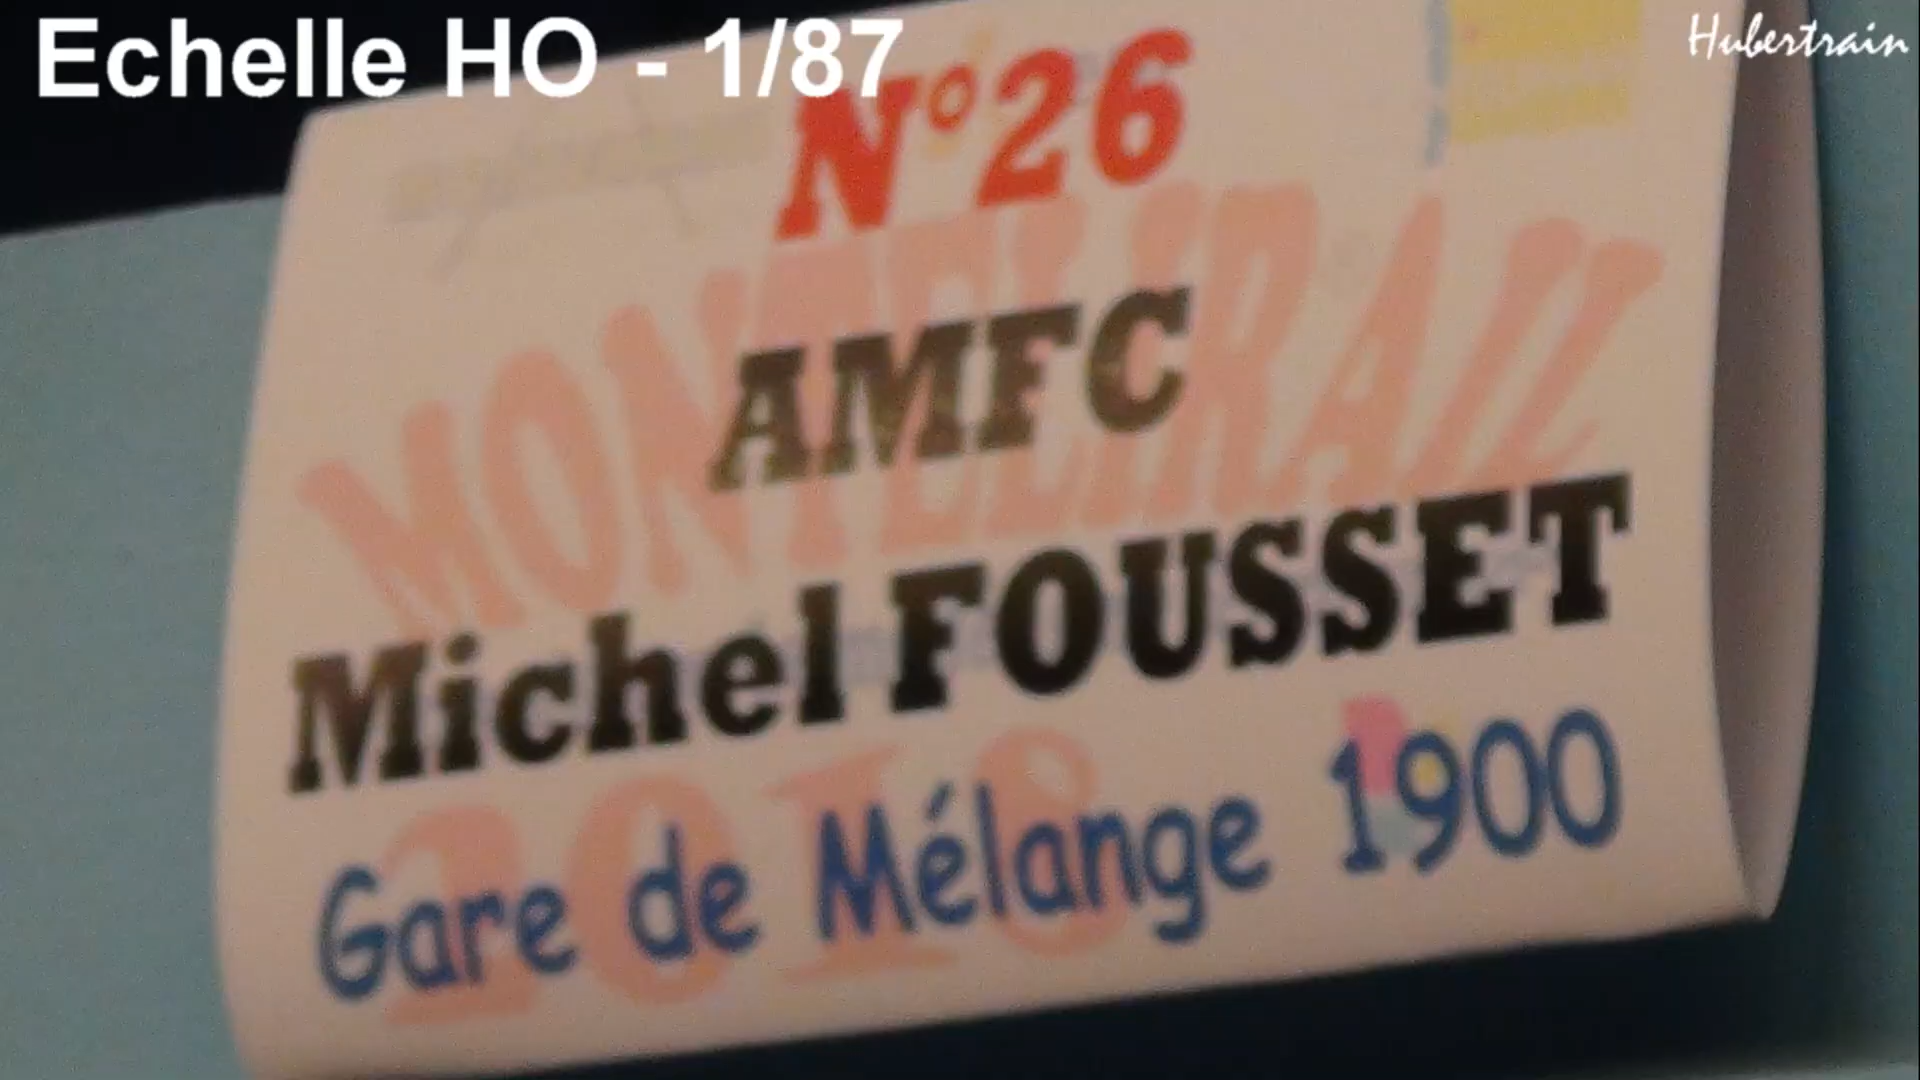 Echelle HO - 1/87
Hubertrain
N°26
MONTELIRAIL
AMFC
Michel FOUSSET
2018
Gare de Mélange 1900